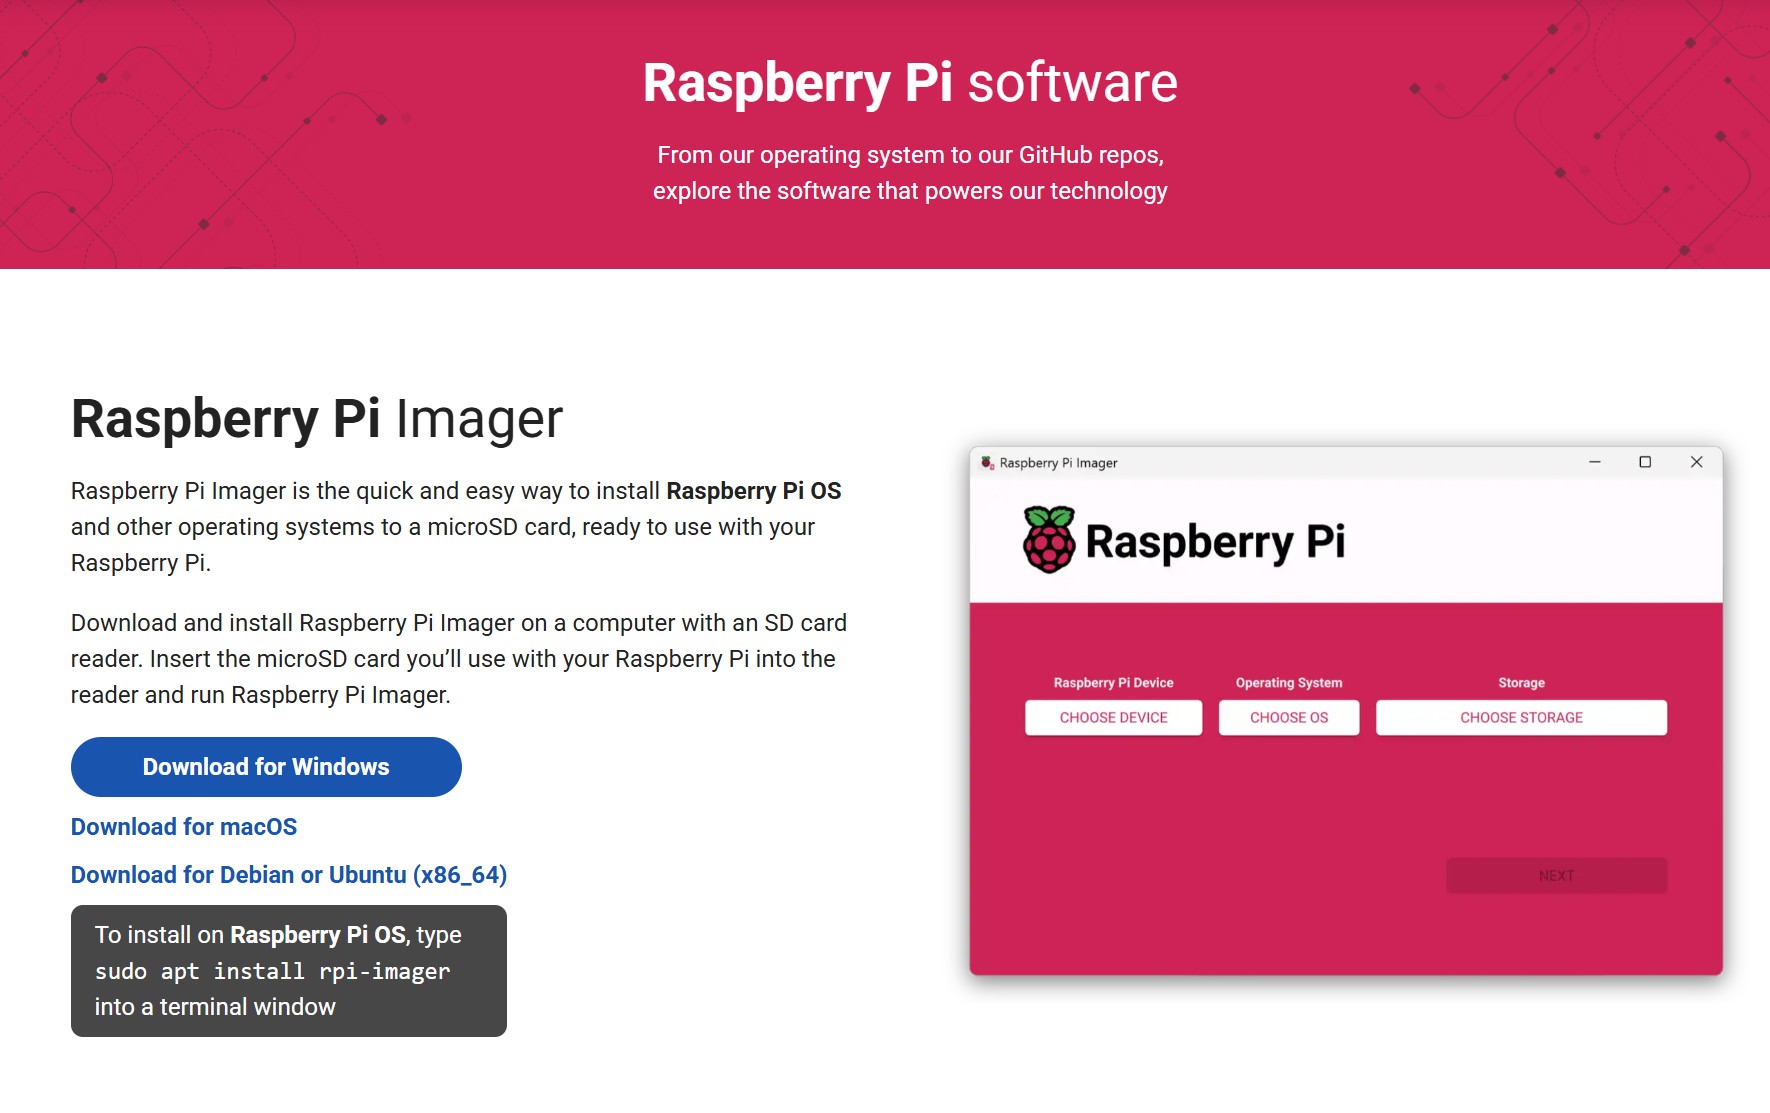 Raspberry Pi software
From our operating system to our GitHub repos,
explore the software that powers our technology
Raspberry Pi Imager
Raspberry Pi Imager is the quick and easy way to install Raspberry Pi OS
and other operating systems to a microSD card, ready to use with your
Raspberry Pi.
Download and install Raspberry Pi Imager on a computer with an SD card
reader. Insert the microSD card you’ll use with your Raspberry Pi into the
reader and run Raspberry Pi Imager.
Download for Windows
Download for macOS
Download for Debian or Ubuntu (x86_64)
To install on Raspberry Pi OS, type
sudo apt install rpi-imager
into a terminal window
Raspberry Pi Imager
Raspberry Pi
Raspberry Pi Device Operating System Storage
CHOOSE DEVICE CHOOSE OS CHOOSE STORAGE
NEXT